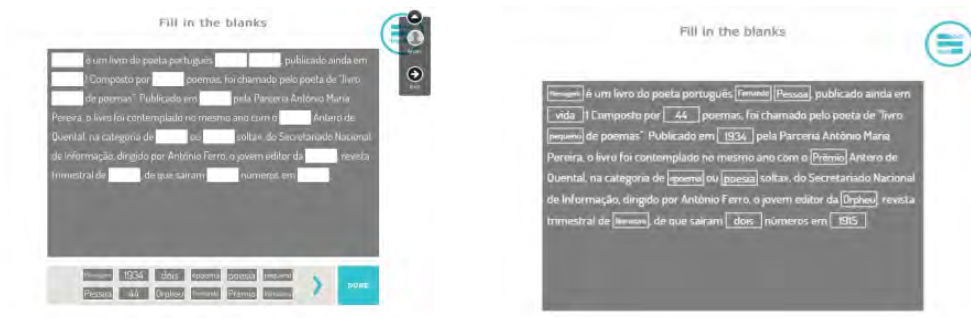 Fill in the blanks
é um livro do poeta português , publicado ainda em
! Composto por poemas, foi chamado pelo poeta de "livro
de poemas". Publicado em pela Parceria António Maria
Pereira, o livro foi contemplado no mesmo ano com o Antero de
Quental, na categoria de ou solta», do Secretariado Nacional
de Informação, dirigido por António Ferro, o jovem editor da , revista
trimestral de , de que saíram números em
Mensagem 1934 dois «poema poesia pequeno
Pessoa 44 Orpheu Fernando Prémio
DONE
Fill in the blanks
Mensagem é um livro do poeta português Fernando Pessoa , publicado ainda em
vida ! Composto por 44 poemas, foi chamado pelo poeta de "livro
pequeno de poemas". Publicado em 1934 pela Parceria António Maria
Pereira, o livro foi contemplado no mesmo ano com o Prémio Antero de
Quental, na categoria de «poema ou poesia solta», do Secretariado Nacional
de Informação, dirigido por António Ferro, o jovem editor da Orpheu , revista
trimestral de , de que saíram dois números em 1915